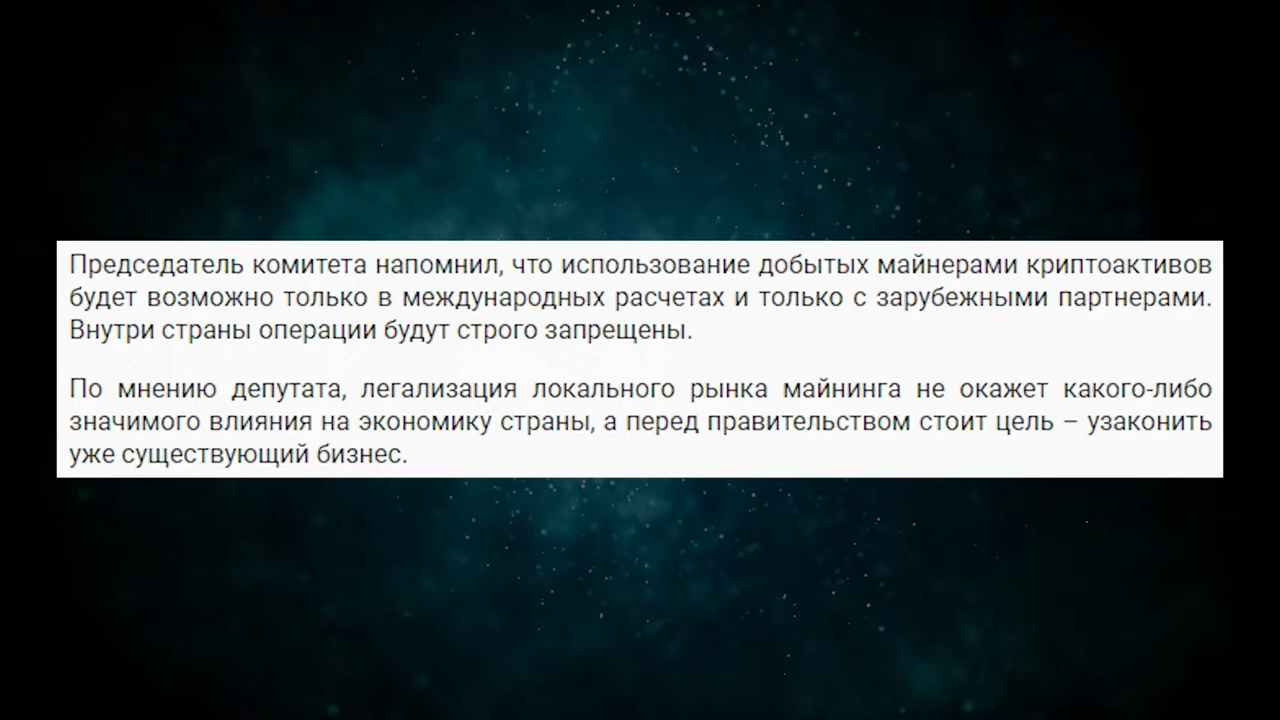 Председатель комитета напомнил, что использование добытых майнерами криптоактивов
будет возможно только в международных расчетах и только с зарубежными партнерами.
Внутри страны операции будут строго запрещены.
По мнению депутата, легализация локального рынка майнинга не окажет какого-либо
значимого влияния на экономику страны, а перед правительством стоит цель – узаконить
уже существующий бизнес.